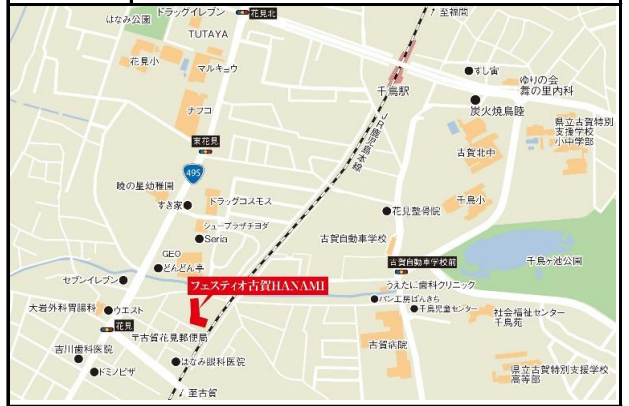 ドラッグイレブン
花見北
至福間
はなみ公園
TUTAYA
花見小
マルキョウ
すし宙
千鳥駅
ゆりの会
舞の里内科
ナフコ
炭火焼鳥陸
JR鹿児島本線
県立古賀特別
支援学校
小中学部
東花見
古賀北中
495
暁の星幼稚園
ドラッグコスモス
千鳥小
すき家
花見整骨院
シュープラザチヨダ
Seria
古賀自動車学校
GEO
どんどん亭
古賀自動車学校前
千鳥ヶ池公園
セブンイレブン
フェスティオ古賀HANAMI
うえたに歯科クリニック
パン工房ぱんきち
大岩外科胃腸科
ウエスト
千鳥児童センター
社会福祉センター
千鳥苑
花見
〒古賀花見郵便局
古賀病院
吉川歯科医院
はなみ眼科医院
ドミノピザ
県立古賀特別支援学校
高等部
至古賀